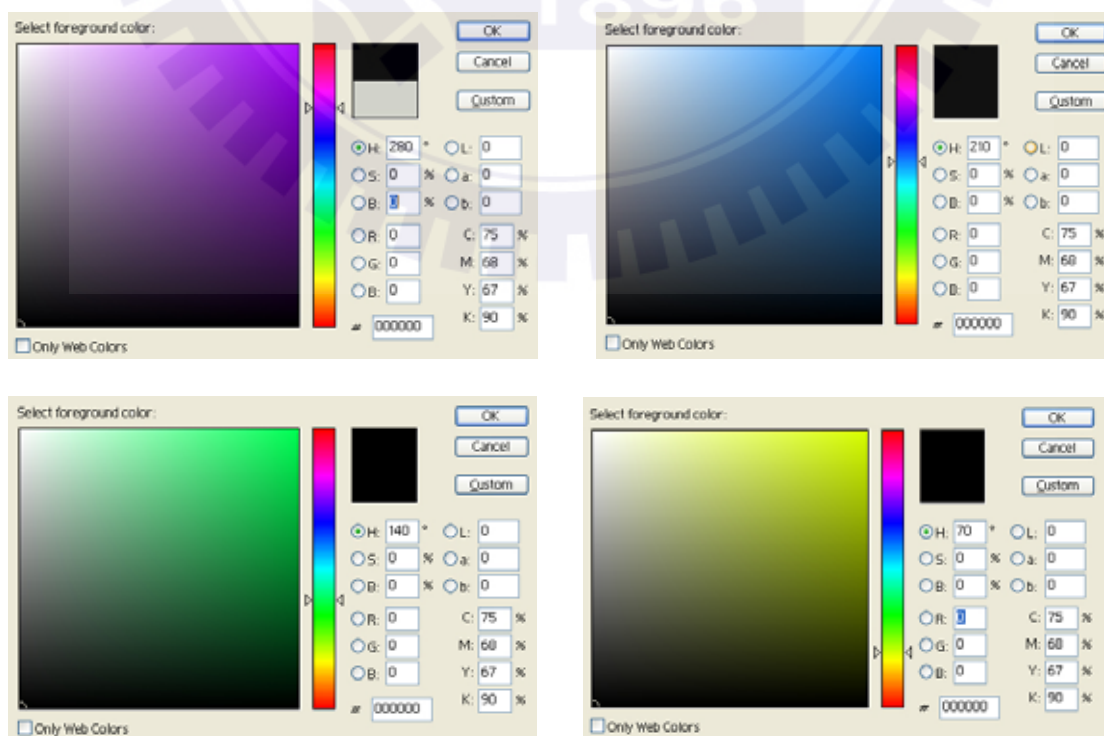 1896
Select foreground color:
OK
Cancel
Custom
H: 280 ° L: 0
S: 0 % a: 0
B: 0 % b: 0
R: 0 C: 75 %
G: 0 M: 68 %
B: 0 Y: 67 %
# 000000 K: 90 %
Only Web Colors
Select foreground color:
OK
Cancel
Custom
H: 210 ° L: 0
S: 0 % a: 0
B: 0 % b: 0
R: 0 C: 75 %
G: 0 M: 68 %
B: 0 Y: 67 %
# 000000 K: 90 %
Only Web Colors
Select foreground color:
OK
Cancel
Custom
H: 140 ° L: 0
S: 0 % a: 0
B: 0 % b: 0
R: 0 C: 75 %
G: 0 M: 68 %
B: 0 Y: 67 %
# 000000 K: 90 %
Only Web Colors
Select foreground color:
OK
Cancel
Custom
H: 70 ° L: 0
S: 0 % a: 0
B: 0 % b: 0
R: 0 C: 75 %
G: 0 M: 68 %
B: 0 Y: 67 %
# 000000 K: 90 %
Only Web Colors